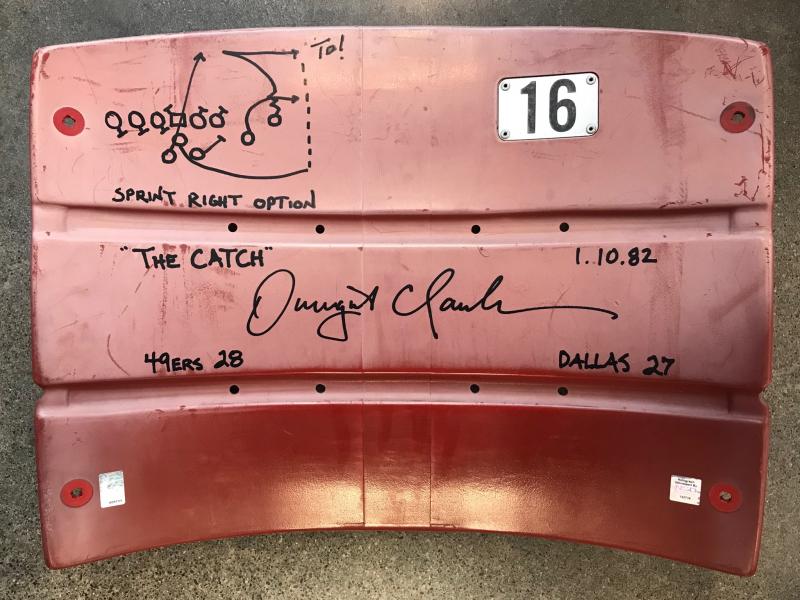 TD!
16
SPRINT RIGHT OPTION
"THE CATCH"
1.10.82
Dwight Clark
49ERS 28
DALLAS 27